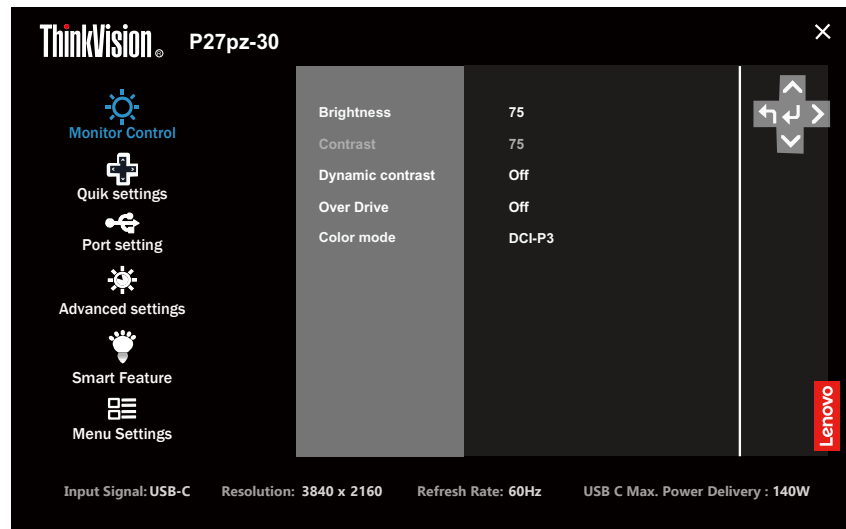 ThinkVision® P27pz-30
Monitor Control
Quik settings
Port setting
Advanced settings
Smart Feature
Menu Settings
Brightness 75
Contrast 75
Dynamic contrast Off
Over Drive Off
Color mode DCI-P3
Lenovo
Input Signal: USB-C Resolution: 3840 x 2160 Refresh Rate: 60Hz USB C Max. Power Delivery : 140W